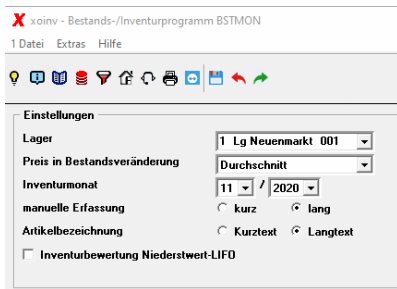 xoinv - Bestands-/Inventurprogramm BSTMON
1 Datei Extras Hilfe
Einstellungen
Lager 1 Lg Neuenmarkt 001
Preis in Bestandsveränderung Durchschnitt
Inventurmonat 11 / 2020
manuelle Erfassung kurz lang
Artikelbezeichnung Kurztext Langtext
Inventurbewertung Niederstwert-LIFO